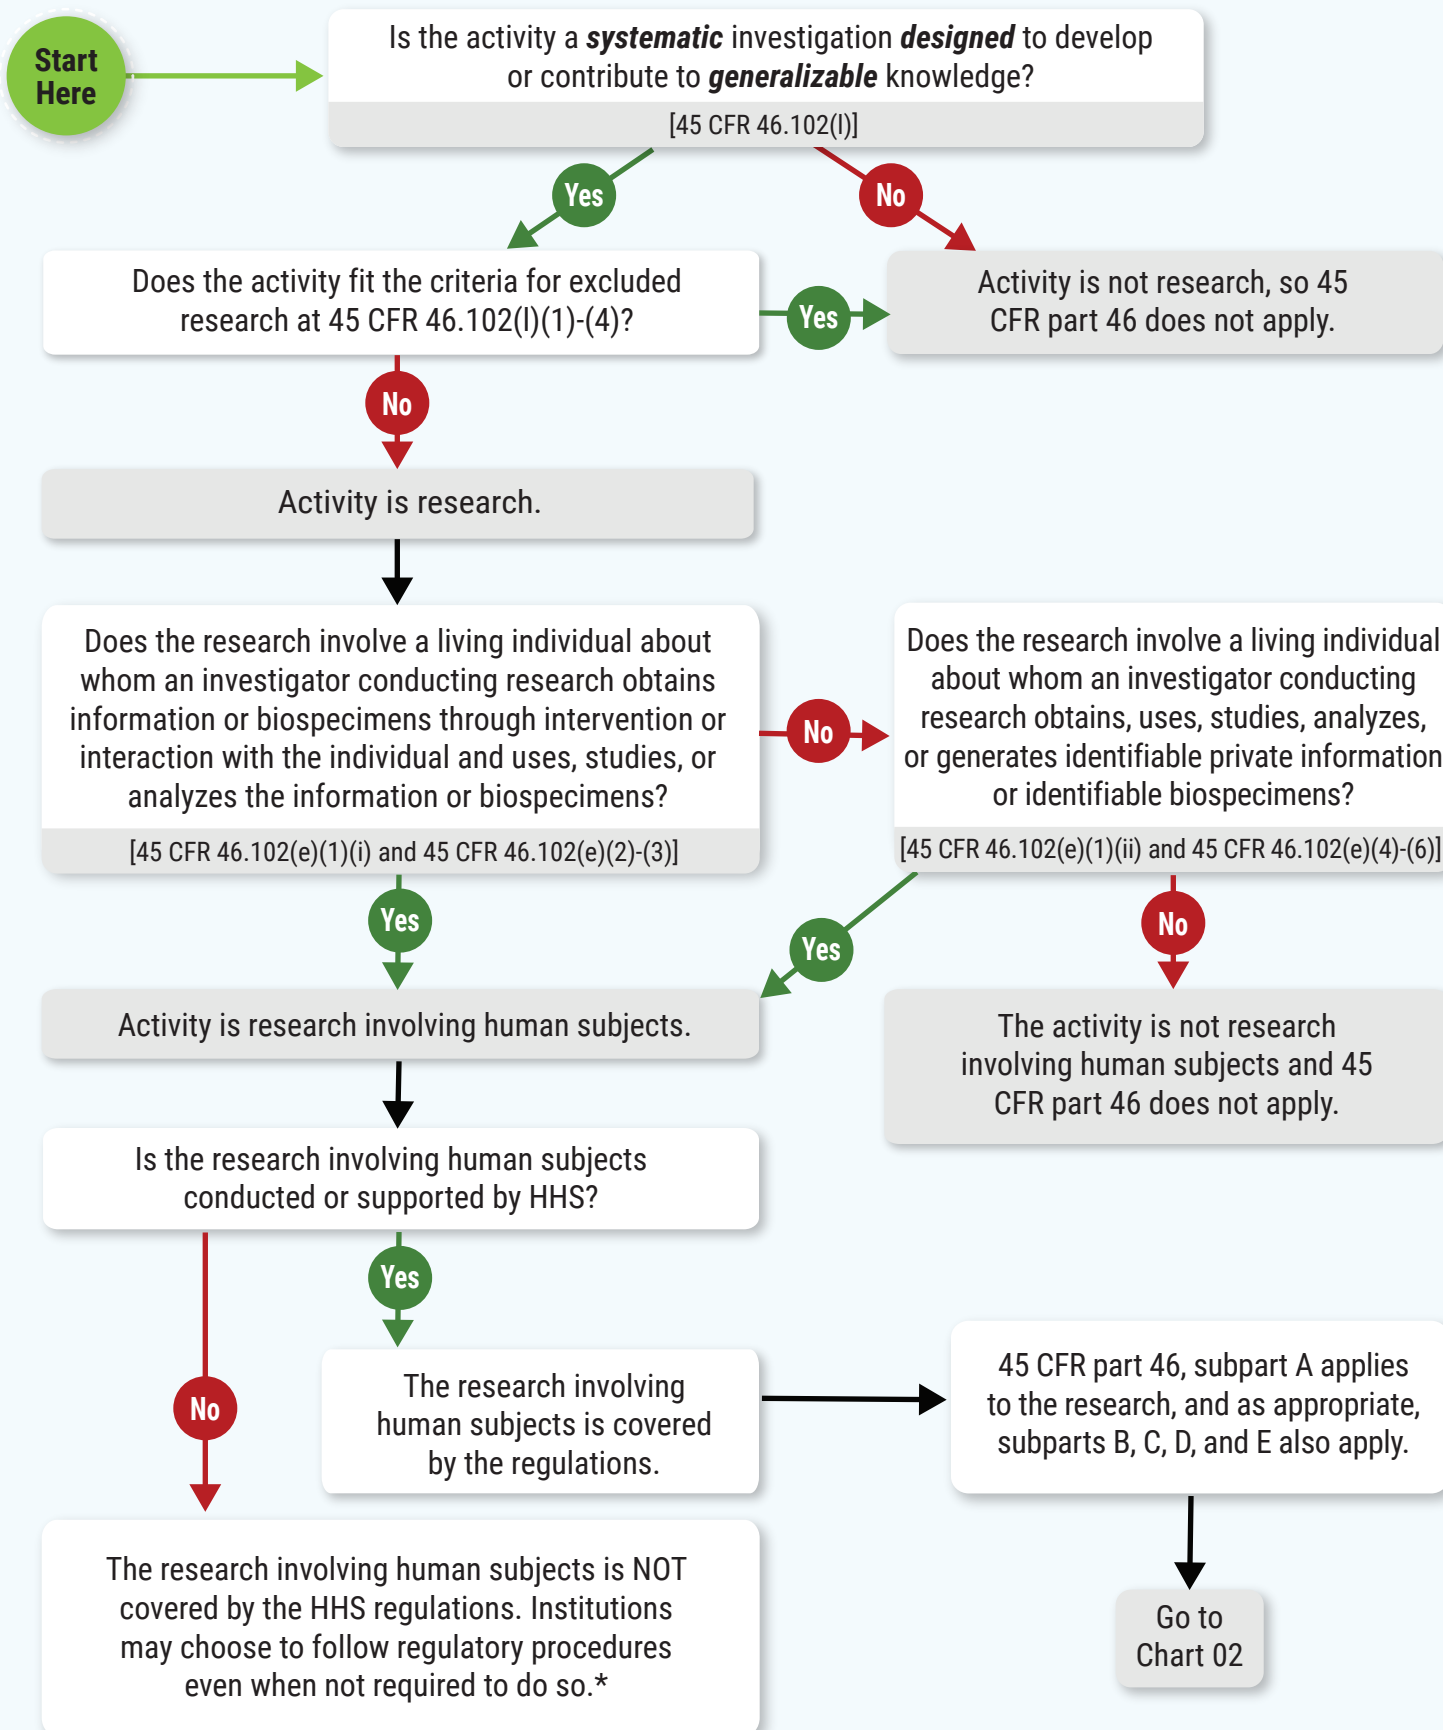 Start
Here
Is the activity a systematic investigation designed to develop
or contribute to generalizable knowledge?
[45 CFR 46.102(l)]
Yes
No
Does the activity fit the criteria for excluded
research at 45 CFR 46.102(l)(1)-(4)?
Yes
Activity is not research, so 45
CFR part 46 does not apply.
No
Activity is research.
Does the research involve a living individual about
whom an investigator conducting research obtains
information or biospecimens through intervention or
interaction with the individual and uses, studies, or
analyzes the information or biospecimens?
[45 CFR 46.102(e)(1)(i) and 45 CFR 46.102(e)(2)-(3)]
No
Does the research involve a living individual
about whom an investigator conducting
research obtains, uses, studies, analyzes,
or generates identifiable private information
or identifiable biospecimens?
[45 CFR 46.102(e)(1)(ii) and 45 CFR 46.102(e)(4)-(6)]
Yes
Yes
No
Activity is research involving human subjects.
The activity is not research
involving human subjects and 45
CFR part 46 does not apply.
Is the research involving human subjects
conducted or supported by HHS?
Yes
No
The research involving
human subjects is covered
by the regulations.
45 CFR part 46, subpart A applies
to the research, and as appropriate,
subparts B, C, D, and E also apply.
The research involving human subjects is NOT
covered by the HHS regulations. Institutions
may choose to follow regulatory procedures
even when not required to do so.*
Go to
Chart 02